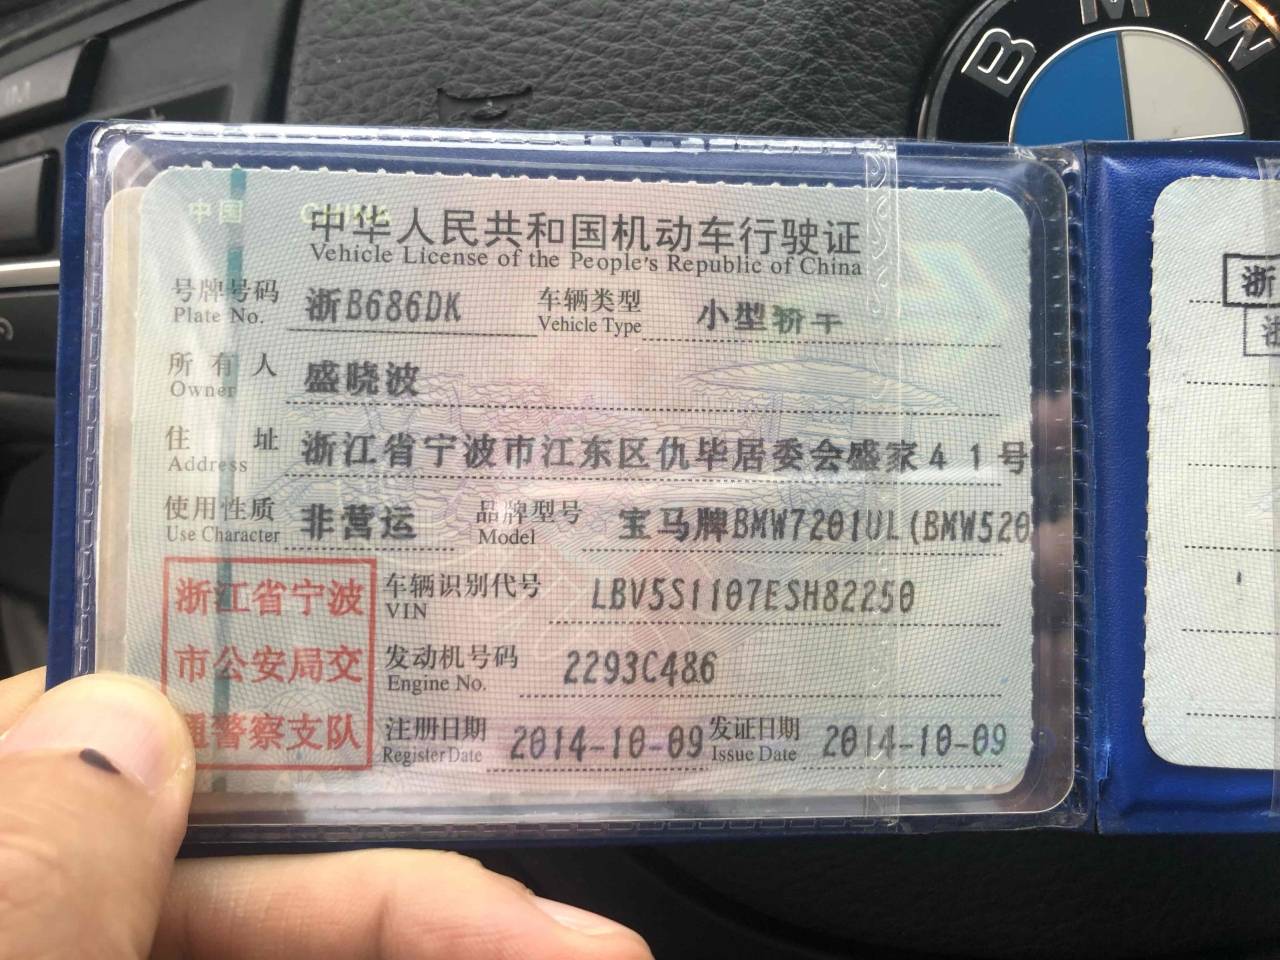 BMW
中国 CHINA
中华人民共和国机动车行驶证
Vehicle License of the People's Republic of China
号牌号码 浙B686DK 车辆类型 小型轿车
Plate No. Vehicle Type
所有人 盛晓波
Owner
住址 浙江省宁波市江东区仇毕居委会盛家41号
Address
使用性质 非营运 品牌型号 宝马牌BMW7201UL(BMW520
Use Character Model
浙江省宁波
市公安局交
通警察支队
车辆识别代号 LBV5S1107ESH82250
VIN
发动机号码 2293C486
Engine No.
注册日期 2014-10-09 发证日期 2014-10-09
Register Date Issue Date
浙